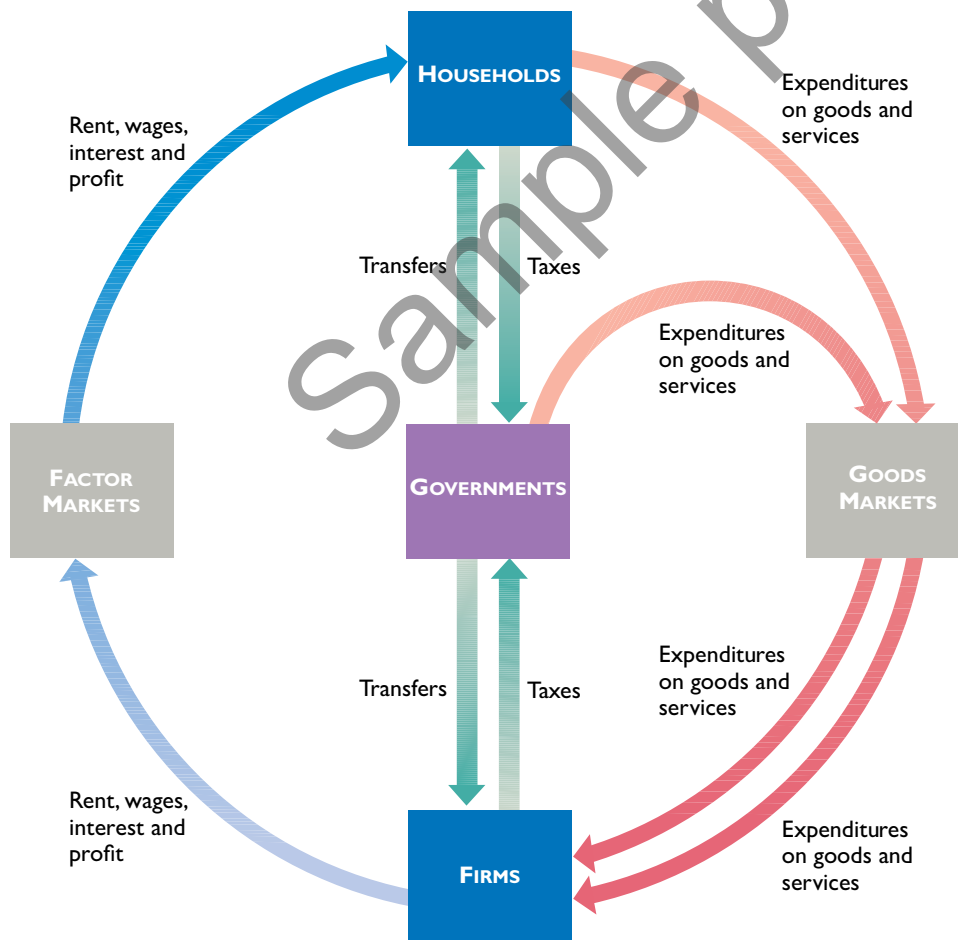 HOUSEHOLDS
Expenditures
on goods and
services
Rent, wages,
interest and
profit
Transfers
Taxes
Expenditures
on goods and
services
FACTOR
MARKETS
GOVERNMENTS
GOODS
MARKETS
Transfers
Taxes
Expenditures
on goods and
services
Rent, wages,
interest and
profit
Expenditures
on goods and
services
FIRMS
Sample p